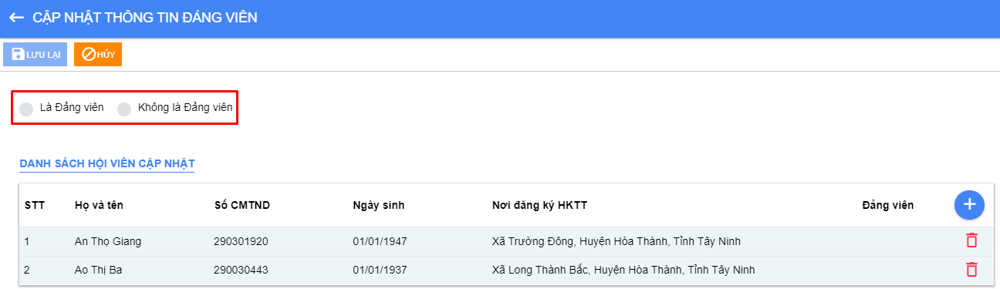 CẬP NHẬT THÔNG TIN ĐẢNG VIÊN
LƯU LẠI HỦY
Là Đảng viên Không là Đảng viên
DANH SÁCH HỘI VIÊN CẬP NHẬT
STT Họ và tên Số CMTND Ngày sinh Nơi đăng ký HKTT Đảng viên
1 An Thọ Giang 290301920 01/01/1947 Xã Trường Đông, Huyện Hòa Thành, Tỉnh Tây Ninh
2 Ao Thị Ba 290030443 01/01/1937 Xã Long Thành Bắc, Huyện Hòa Thành, Tỉnh Tây Ninh